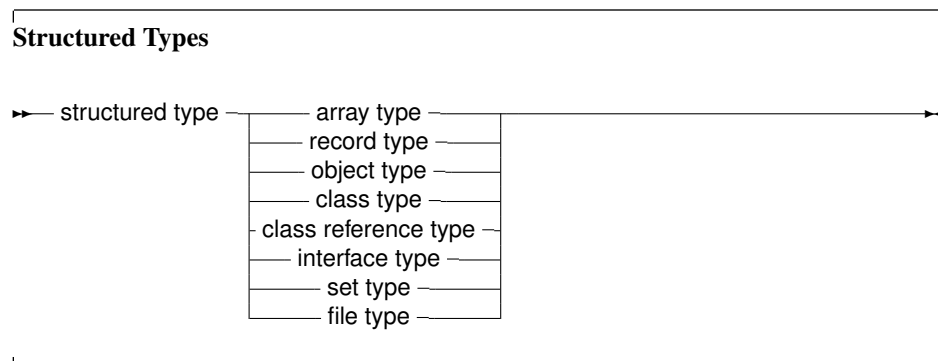 Structured Types
structured type array type
record type
object type
class type
class reference type
interface type
set type
file type